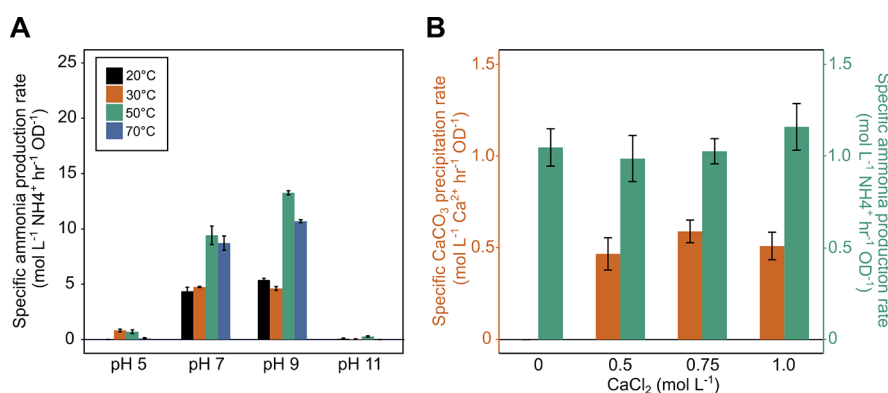 A
Specific ammonia production rate
(mol L-1 NH4+ hr-1 OD-1)
25
20
15
10
5
0
20°C
30°C
50°C
70°C
pH 5
pH 7
pH 9
pH 11
B
Specific CaCO3 precipitation rate
(mol L-1 Ca2+ hr-1 OD-1)
1.5
1.0
0.5
0
0
0.5
0.75
1.0
CaCl2 (mol L-1)
1.5
1.0
0.5
0
Specific ammonia production rate
(mol L-1 NH4+ hr-1 OD-1)